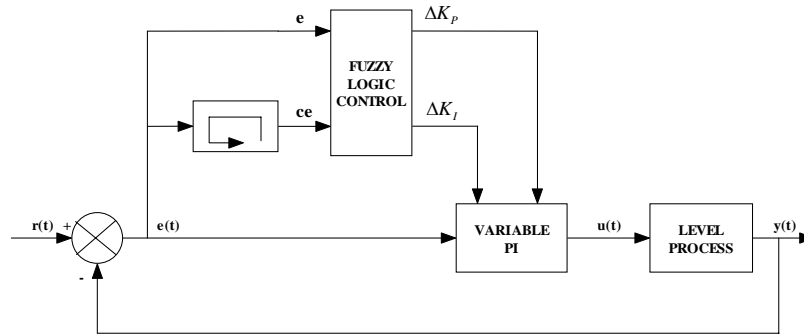 e
ΔK_P
FUZZY
LOGIC
CONTROL
ce
ΔK_I
r(t) +
e(t)
-
VARIABLE
PI
u(t)
LEVEL
PROCESS
y(t)